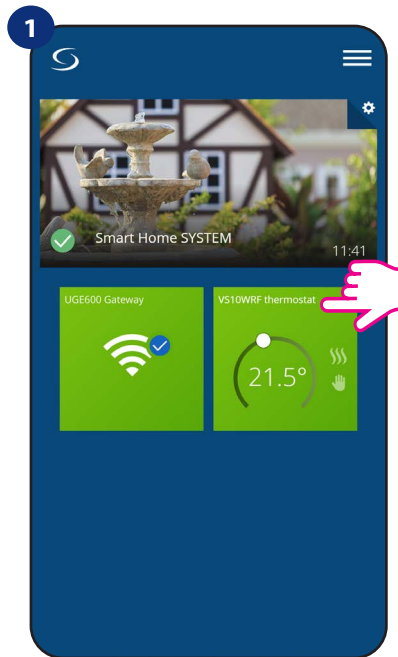 1
Smart Home SYSTEM
11:41
UGE600 Gateway
VS10WRF thermostat
21.5°